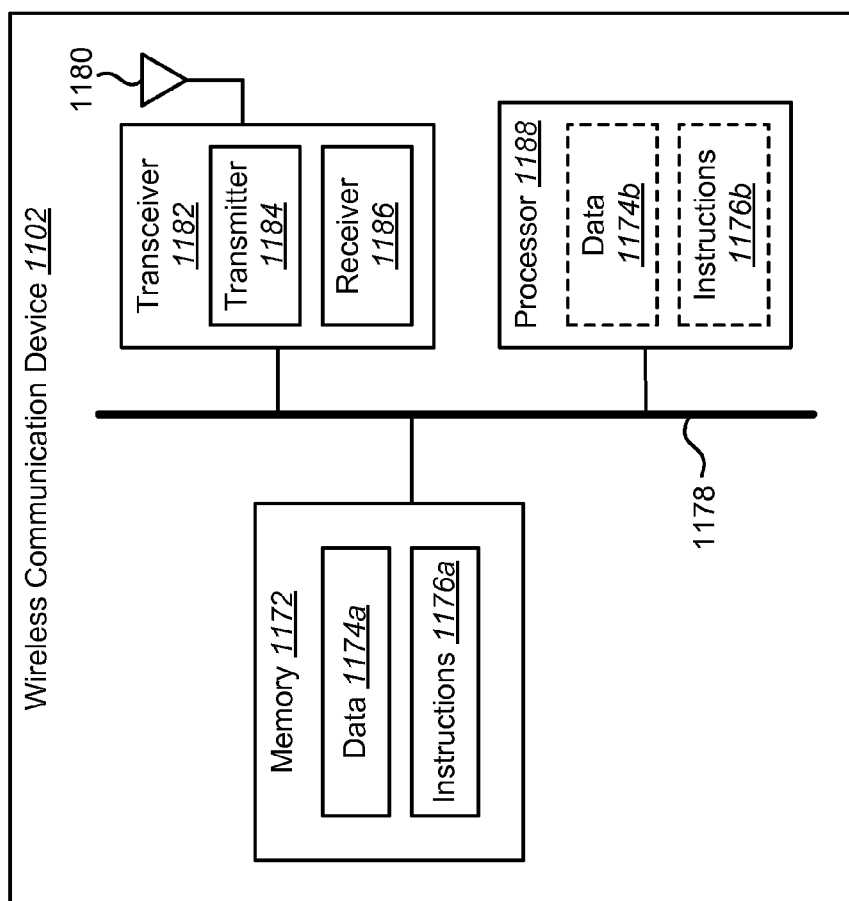 Wireless Communication Device 1102
Memory 1172
Data 1174a
Instructions 1176a
1178
Transceiver
1182
Transmitter
1184
Receiver
1186
1180
Processor 1188
Data
1174b
Instructions
1176b